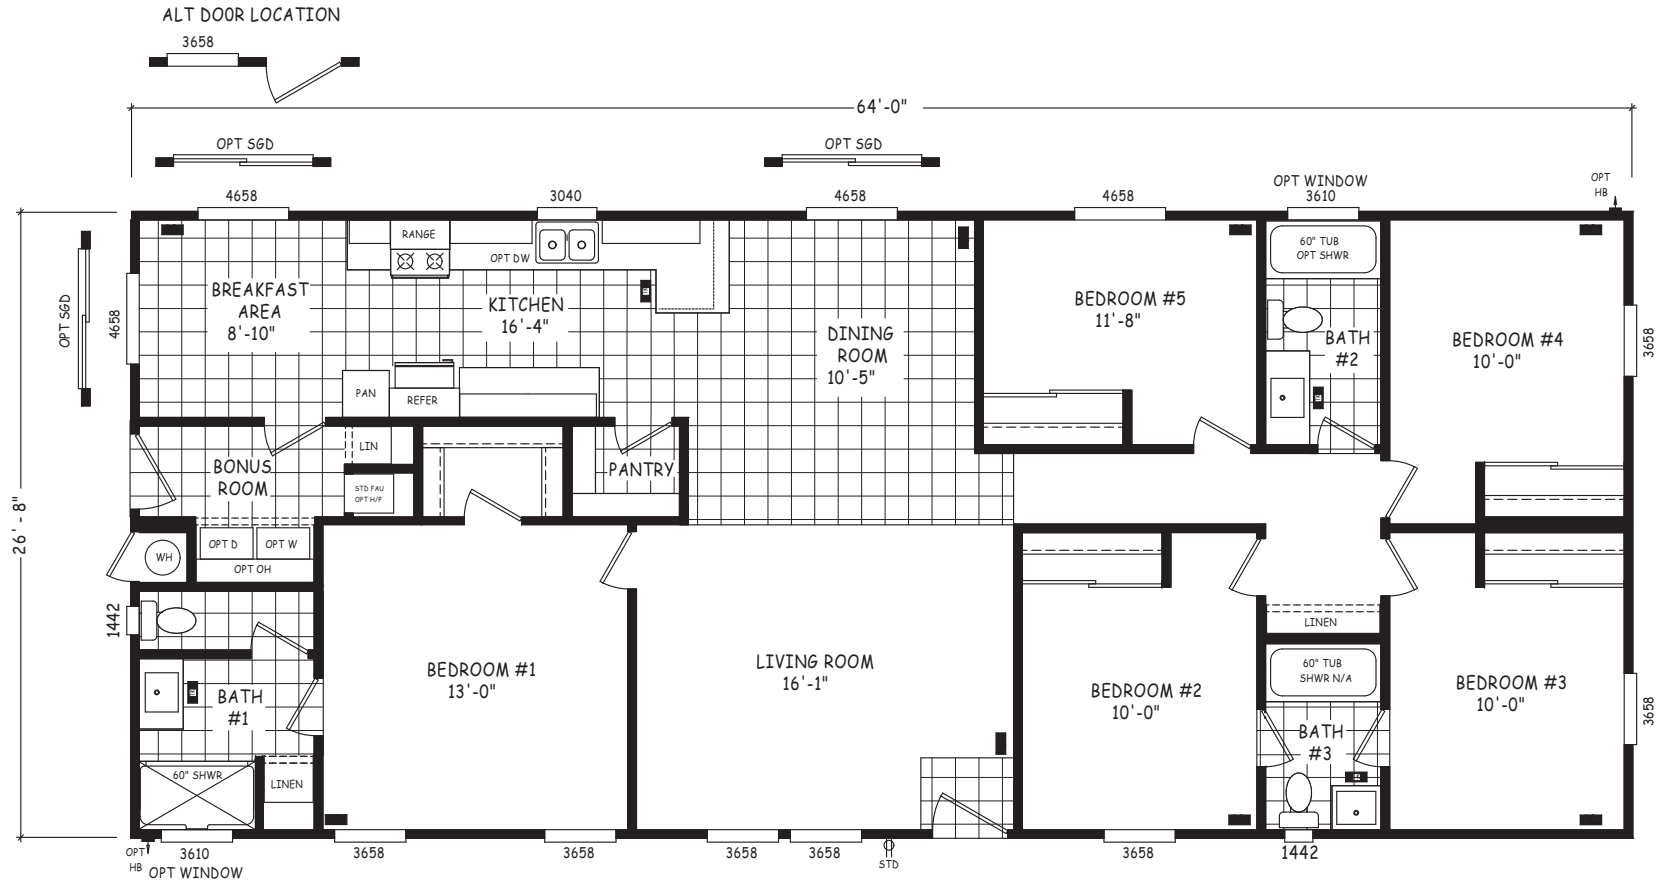 ALT DOOR LOCATION
3658
64'-0"
OPT SGD
OPT SGD
4658
3040
4658
4658
OPT WINDOW
3610
OPT
HB
RANGE
OPT DW
60" TUB
OPT SHWR
OPT SGD
4658
BREAKFAST
AREA
8'-10"
KITCHEN
16'-4"
DINING
ROOM
10'-5"
BEDROOM #5
11'-8"
BATH
#2
BEDROOM #4
10'-0"
3658
PAN
REFER
LIN
BONUS
ROOM
STD FAU
OPT H/P
PANTRY
26'-8"
WH
OPT D
OPT W
OPT OH
1442
LINEN
BATH
#1
BEDROOM #1
13'-0"
LIVING ROOM
16'-1"
BEDROOM #2
10'-0"
60" TUB
SHWR N/A
BATH
#3
BEDROOM #3
10'-0"
3658
60" SHWR
LINEN
OPT
HB
3610
OPT WINDOW
3658
3658
3658
3658
STD
3658
1442